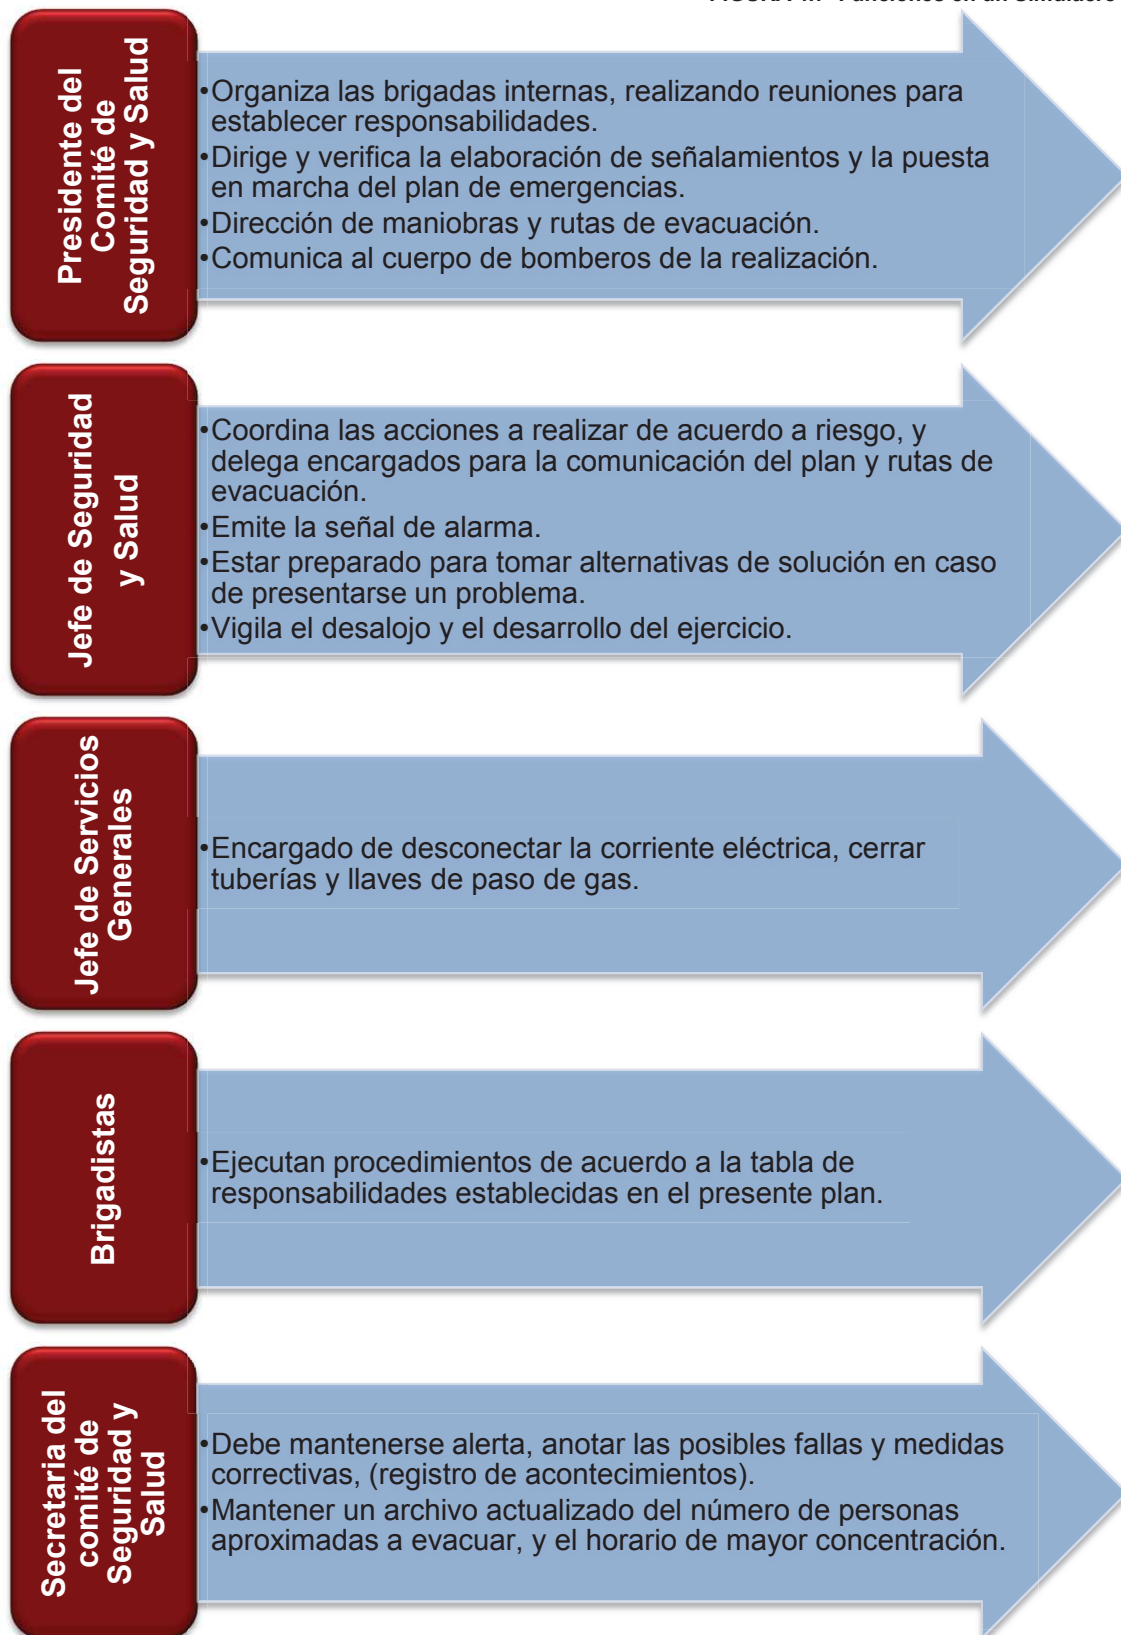 Presidente del
Comité de
Seguridad y Salud
•Organiza las brigadas internas, realizando reuniones para
establecer responsabilidades.
•Dirige y verifica la elaboración de señalamientos y la puesta
en marcha del plan de emergencias.
•Dirección de maniobras y rutas de evacuación.
•Comunica al cuerpo de bomberos de la realización.
Jefe de Seguridad
y Salud
•Coordina las acciones a realizar de acuerdo a riesgo, y
delega encargados para la comunicación del plan y rutas de
evacuación.
•Emite la señal de alarma.
•Estar preparado para tomar alternativas de solución en caso
de presentarse un problema.
•Vigila el desalojo y el desarrollo del ejercicio.
Jefe de Servicios
Generales
•Encargado de desconectar la corriente eléctrica, cerrar
tuberías y llaves de paso de gas.
Brigadistas
•Ejecutan procedimientos de acuerdo a la tabla de
responsabilidades establecidas en el presente plan.
Secretaria del
comité de
Seguridad y
Salud
•Debe mantenerse alerta, anotar las posibles fallas y medidas
correctivas, (registro de acontecimientos).
•Mantener un archivo actualizado del número de personas
aproximadas a evacuar, y el horario de mayor concentración.